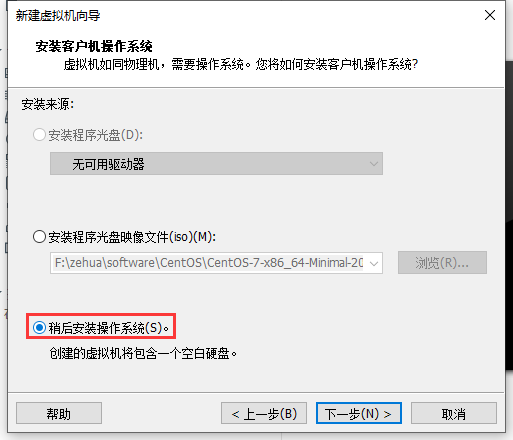 新建虚拟机向导
安装客户机操作系统
虚拟机如同物理机，需要操作系统。您将如何安装客户机操作系统?
安装来源:
安装程序光盘(D):
无可用驱动器
安装程序光盘映像文件(iso)(M):
F:\zehua\software\CentOS\CentOS-7-x86_64-Minimal-20
浏览(R)...
稍后安装操作系统(S)。
创建的虚拟机将包含一个空白硬盘。
帮助
< 上一步(B)
下一步(N) >
取消